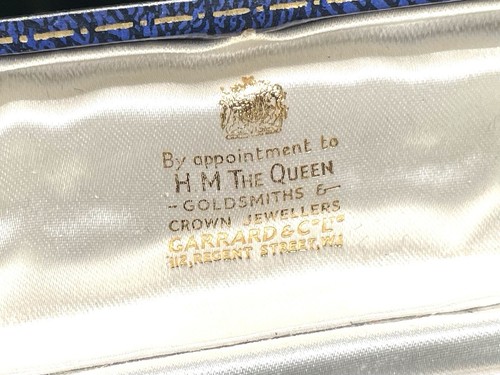 By appointment to
H M THE QUEEN
- GOLDSMITHS &
CROWN JEWELLERS
GARRARD & Cº Lᵀᴰ
112, REGENT STREET, W.1